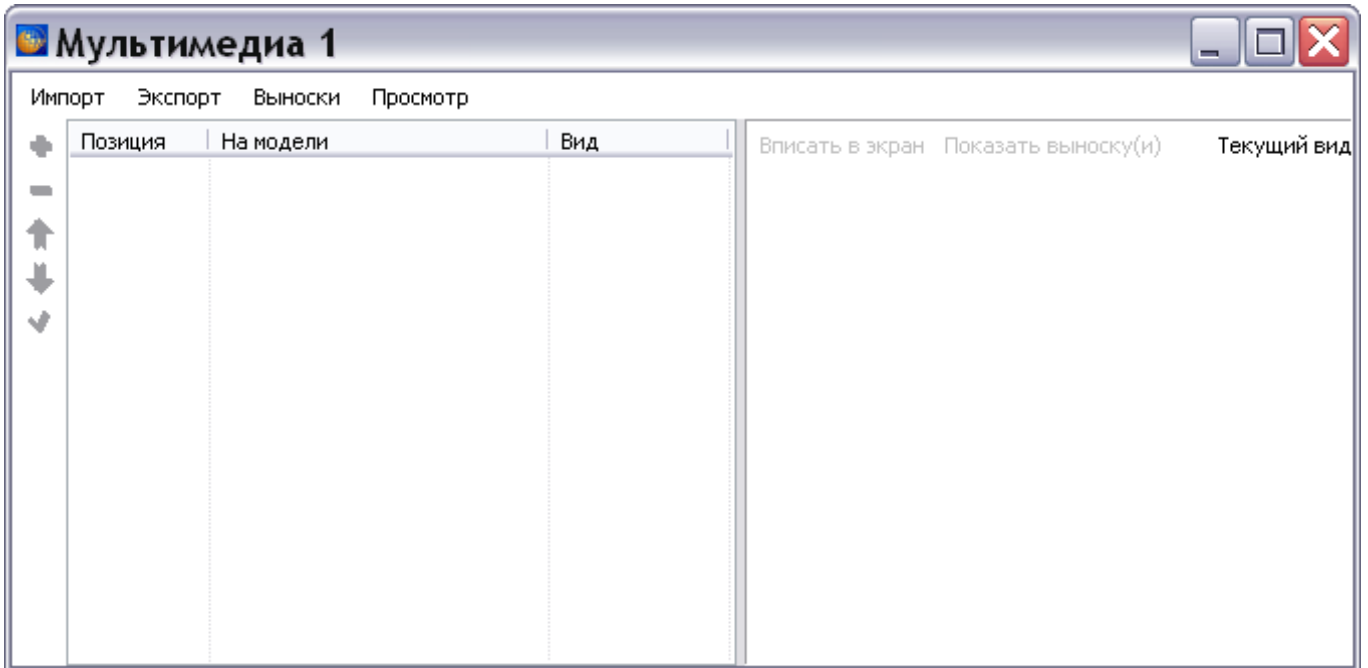 Мультимедиа 1
Импорт Экспорт Выноски Просмотр
Позиция На модели Вид Вписать в экран Показать выноску(и) Текущий вид